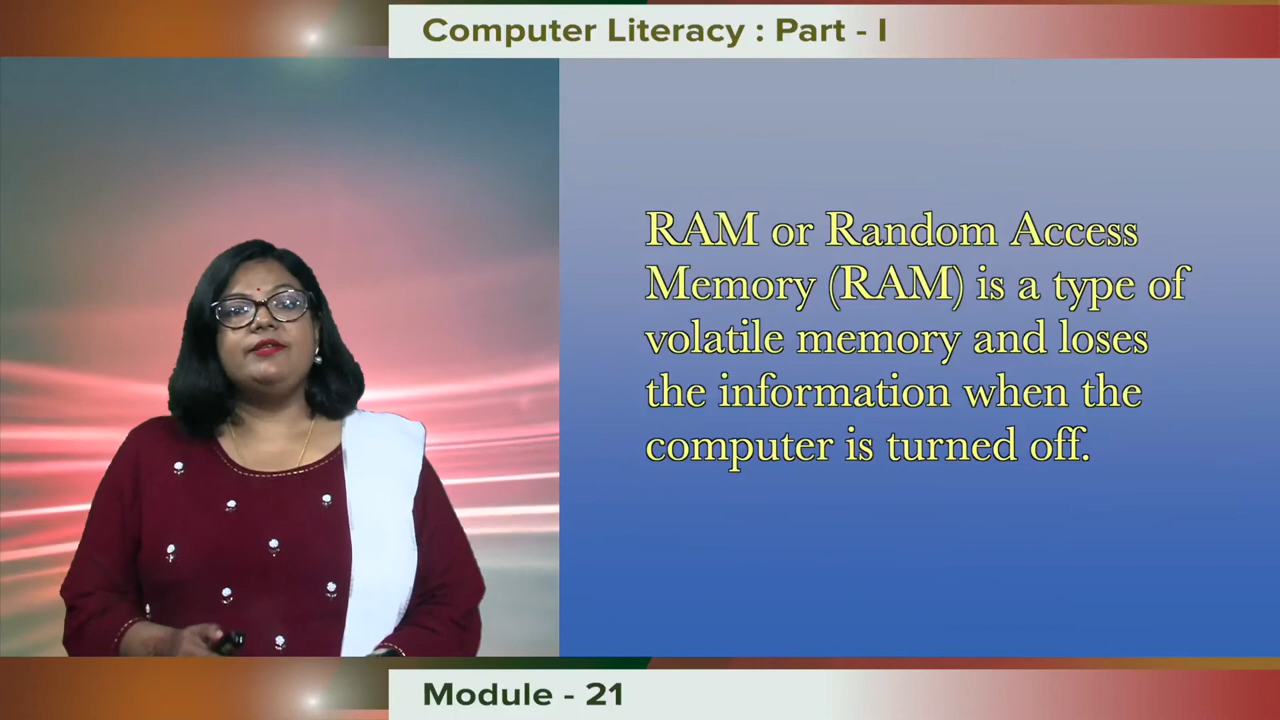 Computer Literacy : Part - I
RAM or Random Access
Memory (RAM) is a type of
volatile memory and loses
the information when the
computer is turned off.
Module - 21